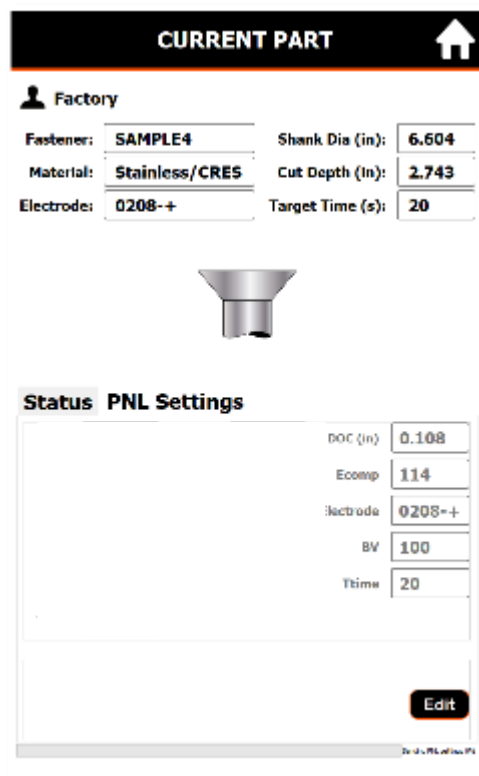 CURRENT PART
Factory
Fastener: SAMPLE4 Shank Dia (in): 6.604
Material: Stainless/CRES Cut Depth (in): 2.743
Electrode: 0208-+ Target Time (s): 20
Status PNL Settings
DOC (in) 0.108
Ecomp 114
lectrode 0208-+
BV 100
Ttime 20
Edit